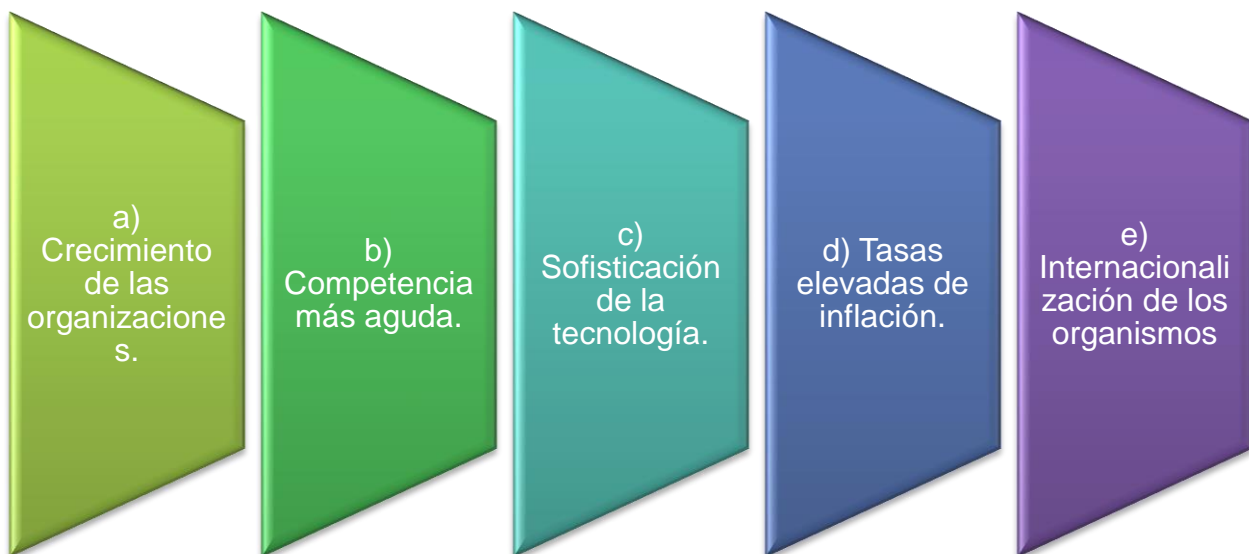 a)
Crecimiento
de las
organizacione
s.
b)
Competencia
más aguda.
c)
Sofisticación
de la
tecnología.
d) Tasas
elevadas de
inflación.
e)
Internacionali
zación de los
organismos